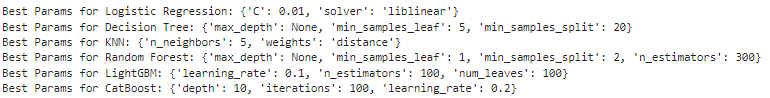 Best Params for Logistic Regression: {'C': 0.01, 'solver': 'liblinear'}
Best Params for Decision Tree: {'max_depth': None, 'min_samples_leaf': 5, 'min_samples_split': 20}
Best Params for KNN: {'n_neighbors': 5, 'weights': 'distance'}
Best Params for Random Forest: {'max_depth': None, 'min_samples_leaf': 1, 'min_samples_split': 2, 'n_estimators': 300}
Best Params for LightGBM: {'learning_rate': 0.1, 'n_estimators': 100, 'num_leaves': 100}
Best Params for CatBoost: {'depth': 10, 'iterations': 100, 'learning_rate': 0.2}